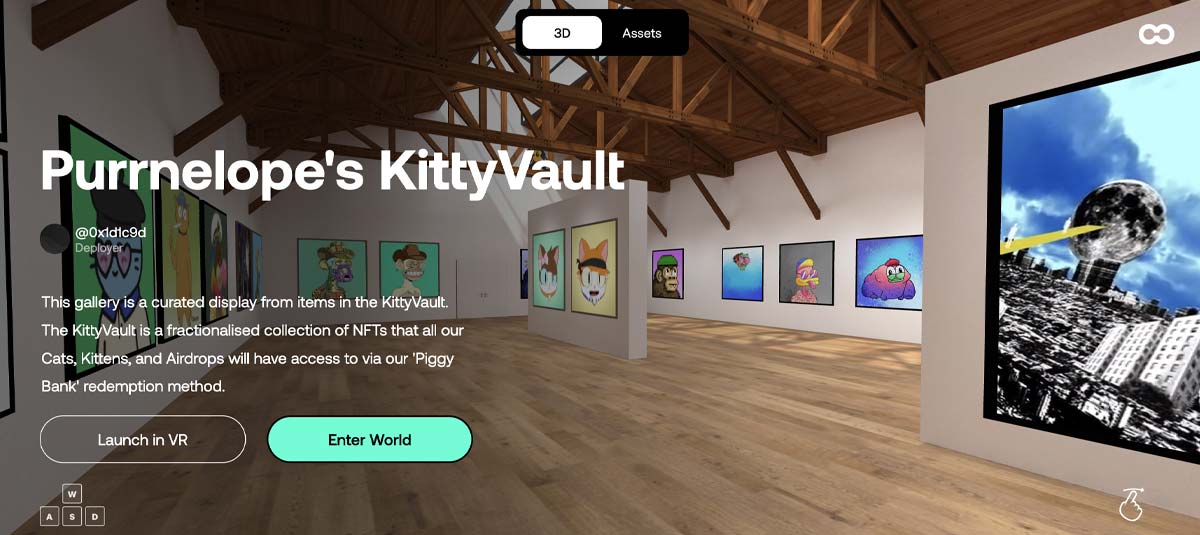 3D
Assets
Purrnelope's KittyVault
@0x1d1c9d
Deployer
This gallery is a curated display from items in the KittyVault.
The KittyVault is a fractionalised collection of NFTs that all our
Cats, Kittens, and Airdrops will have access to via our 'Piggy
Bank' redemption method.
Launch in VR
Enter World
W
A S D